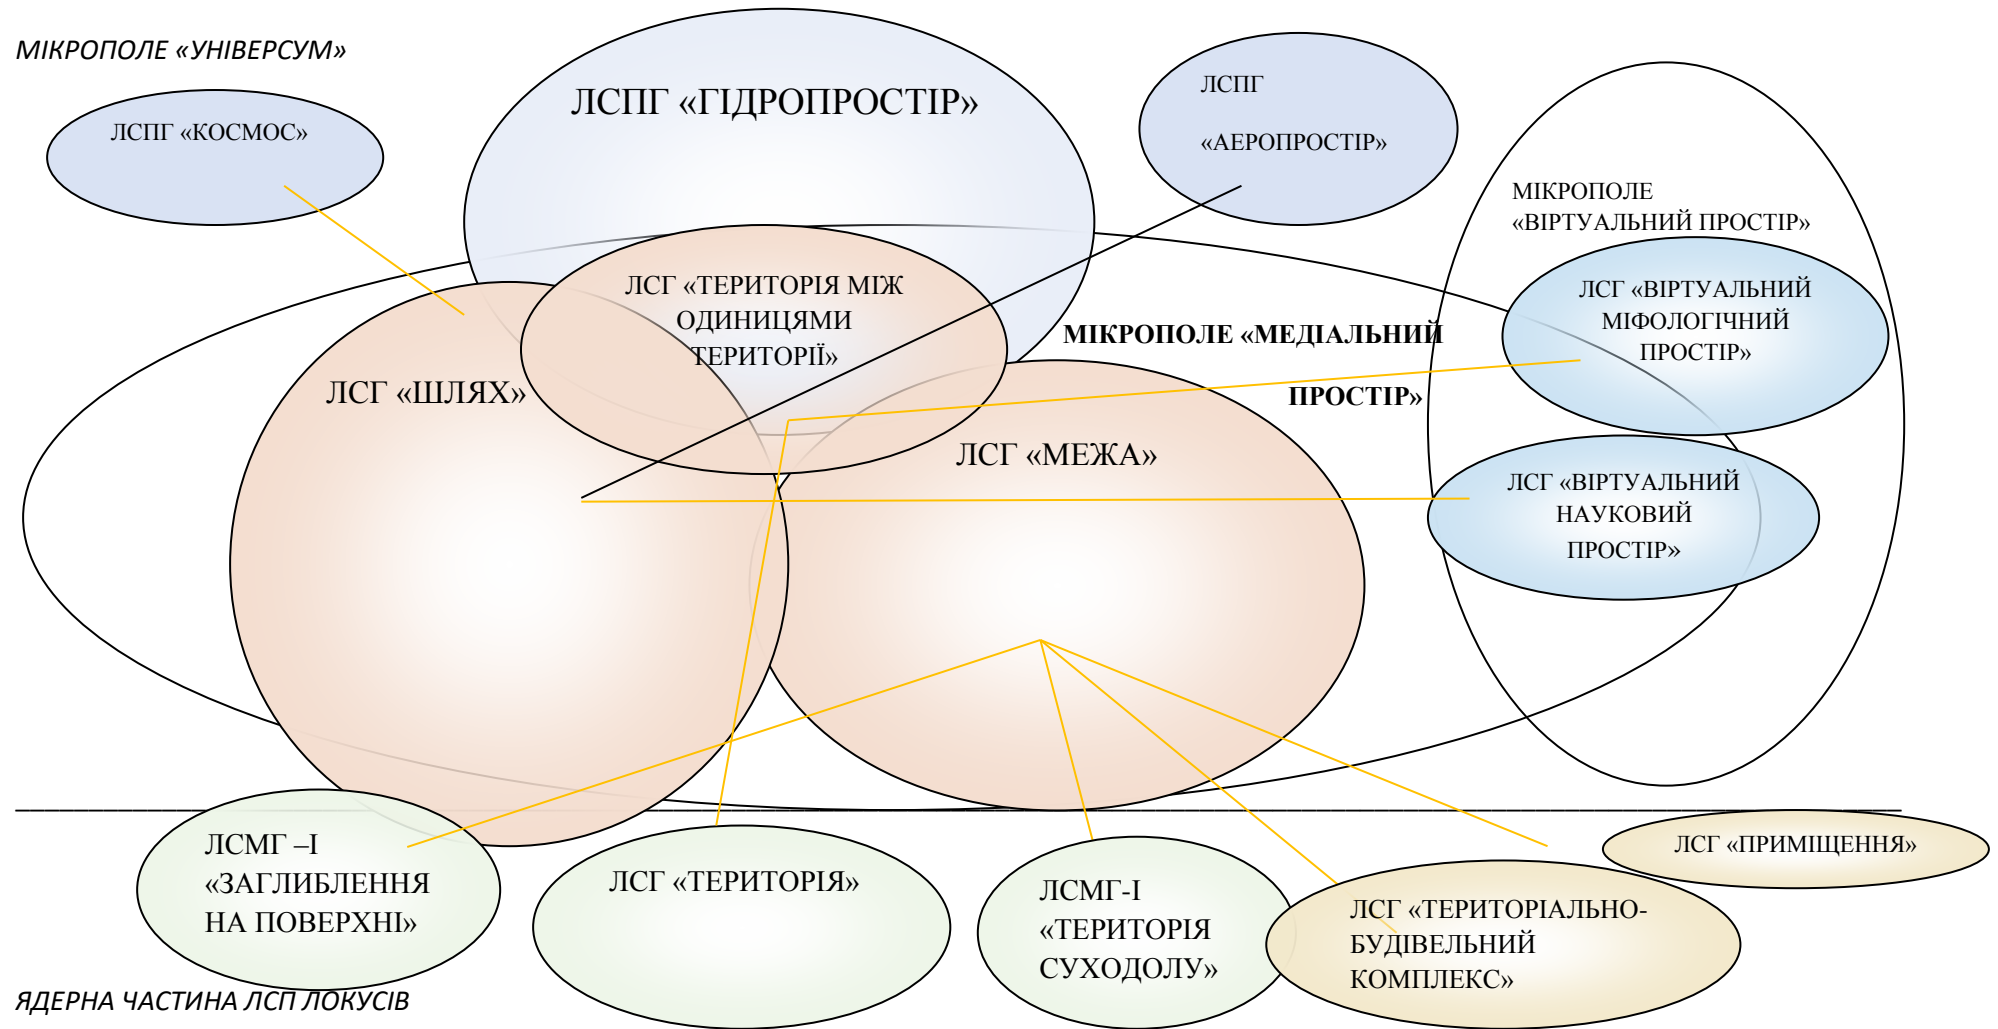 МІКРОПОЛЕ «УНІВЕРСУМ»
ЛСПГ «КОСМОС»
ЛСПГ «ГІДРОПРОСТІР»
ЛСПГ
«АЕРОПРОСТІР»
МІКРОПОЛЕ
«ВІРТУАЛЬНИЙ ПРОСТІР»
ЛСГ «ВІРТУАЛЬНИЙ
МІФОЛОГІЧНИЙ
ПРОСТІР»
ЛСГ «ТЕРИТОРІЯ МІЖ
ОДИНИЦЯМИ
ТЕРИТОРІЇ»
МІКРОПОЛЕ «МЕДІАЛЬНИЙ
ПРОСТІР»
ЛСГ «ШЛЯХ»
ЛСГ «МЕЖА»
ЛСГ «ВІРТУАЛЬНИЙ
НАУКОВИЙ
ПРОСТІР»
ЛСМГ –І
«ЗАГЛИБЛЕННЯ
НА ПОВЕРХНІ»
ЛСГ «ТЕРИТОРІЯ»
ЛСМГ-І
«ТЕРИТОРІЯ
СУХОДОЛУ»
ЛСГ «ТЕРИТОРІАЛЬНО-
БУДІВЕЛЬНИЙ
КОМПЛЕКС»
ЛСГ «ПРИМІЩЕННЯ»
ЯДЕРНА ЧАСТИНА ЛСП ЛОКУСІВ